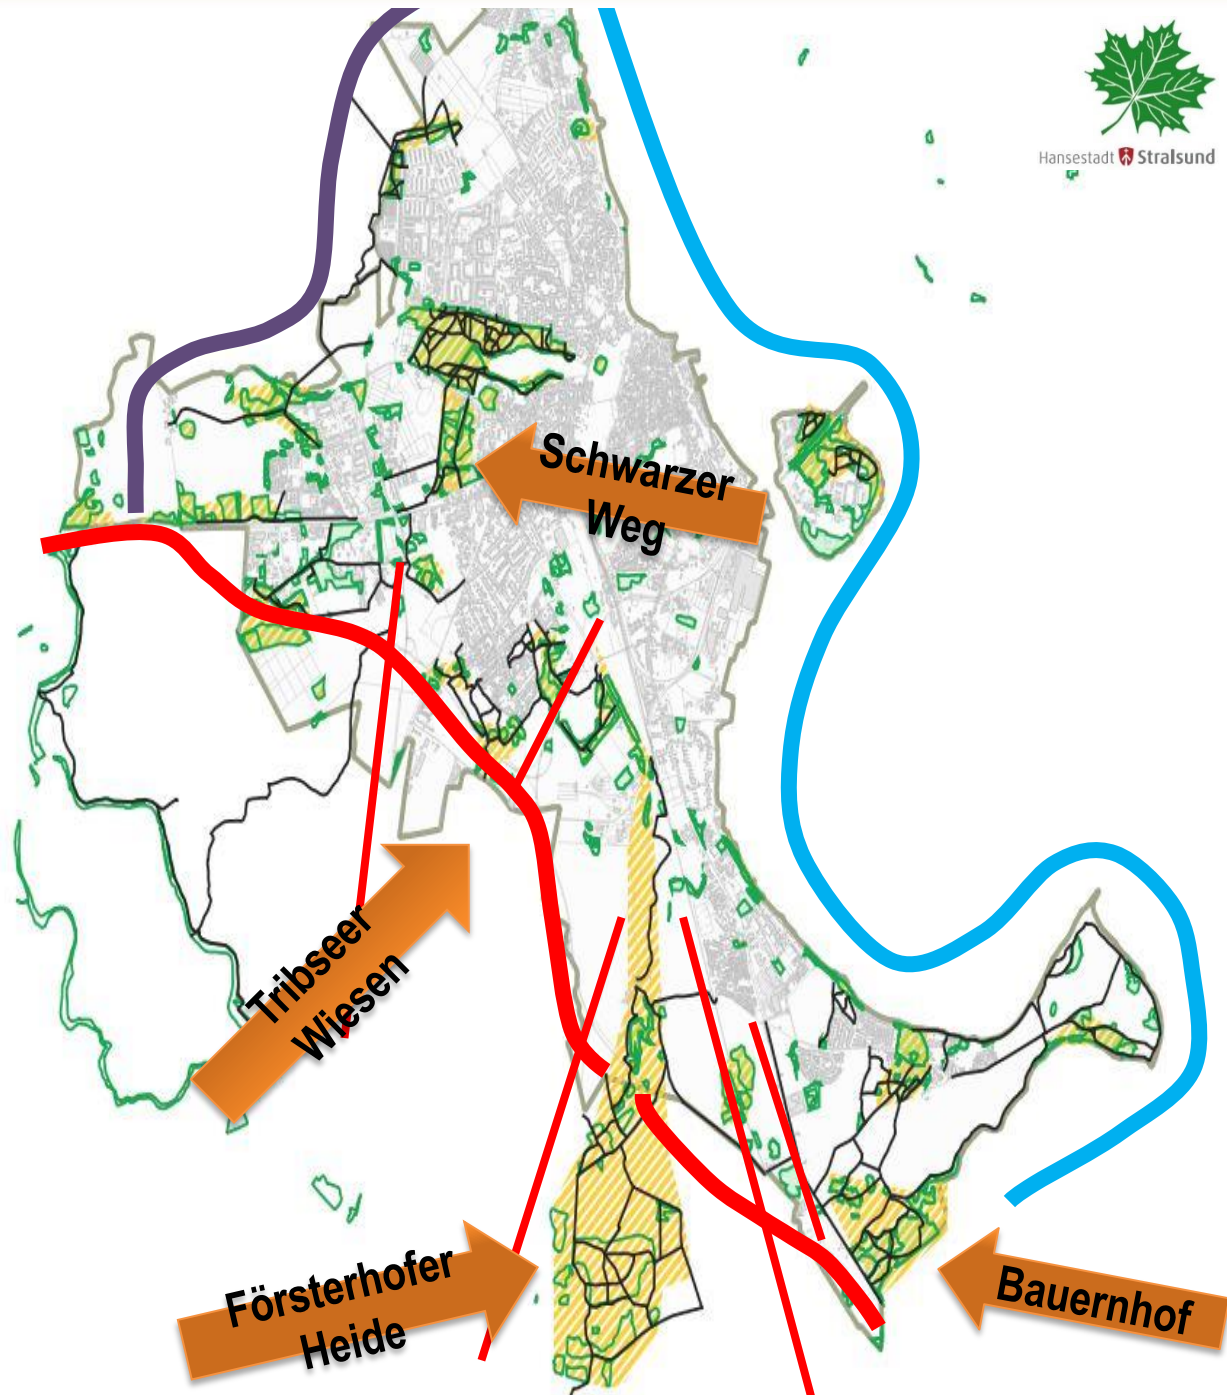 Hansestadt Stralsund
Schwarzer
Weg
Tribseer
Wiesen
Försterhofer
Heide
Bauernhof